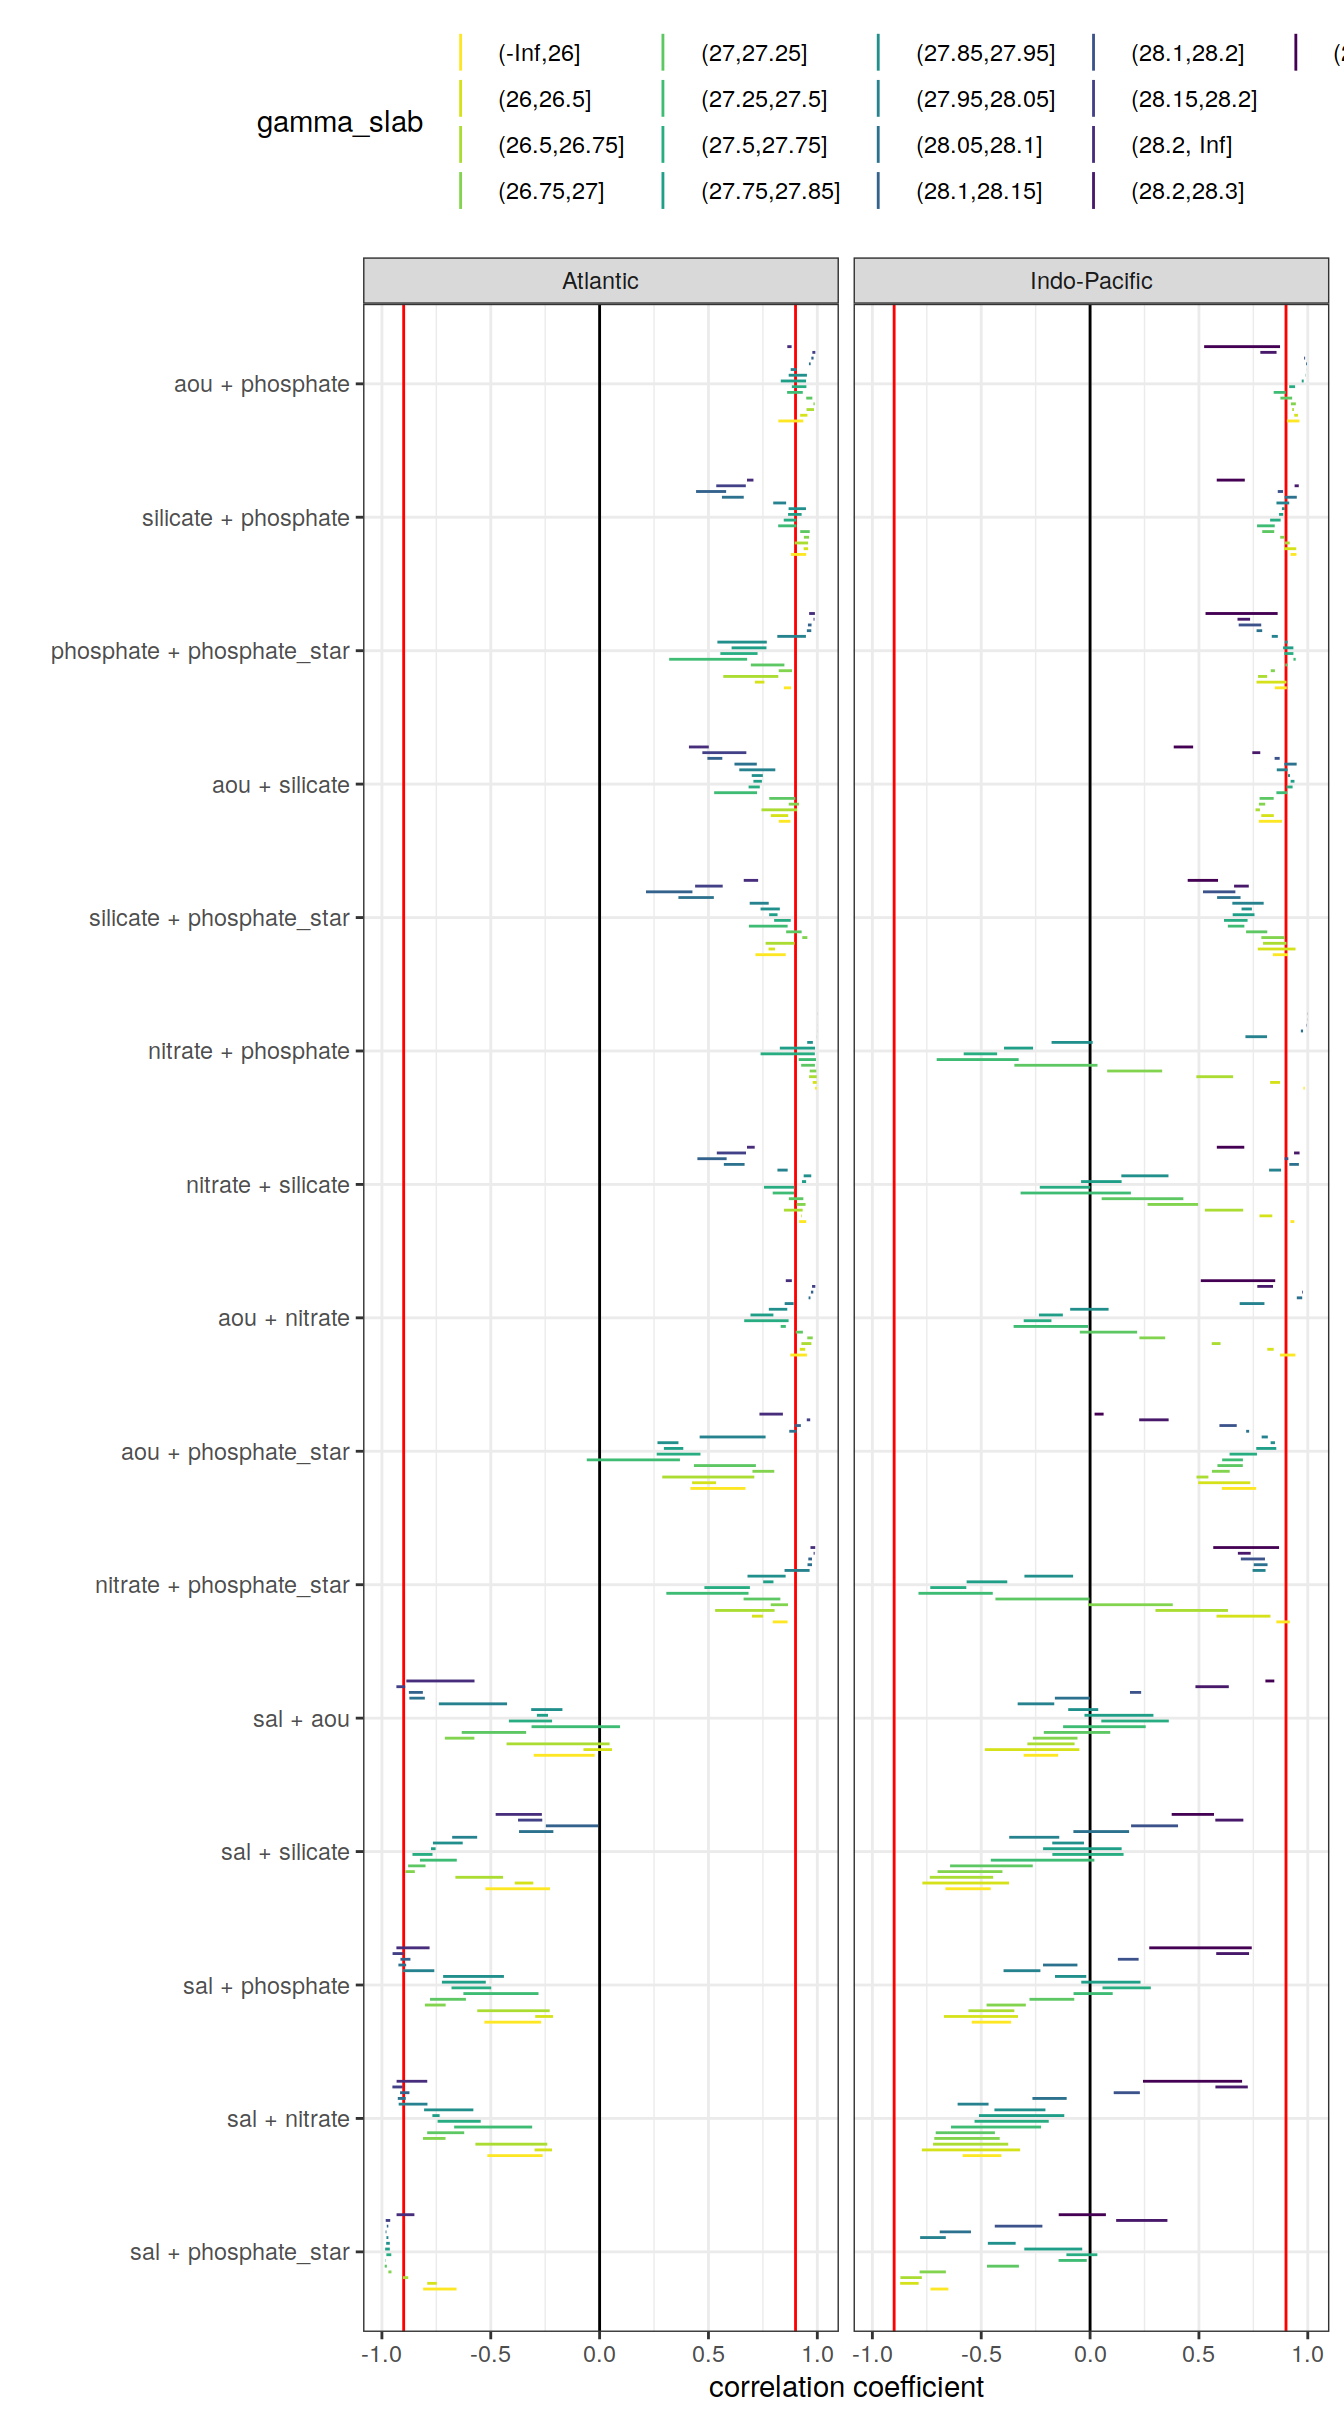 gamma_slab
(-Inf,26]
(26,26.5]
(26.5,26.75]
(26.75,27]
(27,27.25]
(27.25,27.5]
(27.5,27.75]
(27.75,27.85]
(27.85,27.95]
(27.95,28.05]
(28.05,28.1]
(28.1,28.15]
(28.1,28.2]
(28.15,28.2]
(28.2, Inf]
(28.2,28.3]
Atlantic Indo-Pacific
aou + phosphate
silicate + phosphate
phosphate + phosphate_star
aou + silicate
silicate + phosphate_star
nitrate + phosphate
nitrate + silicate
aou + nitrate
aou + phosphate_star
nitrate + phosphate_star
sal + aou
sal + silicate
sal + phosphate
sal + nitrate
sal + phosphate_star
-1.0 -0.5 0.0 0.5 1.0 -1.0 -0.5 0.0 0.5 1.0
correlation coefficient